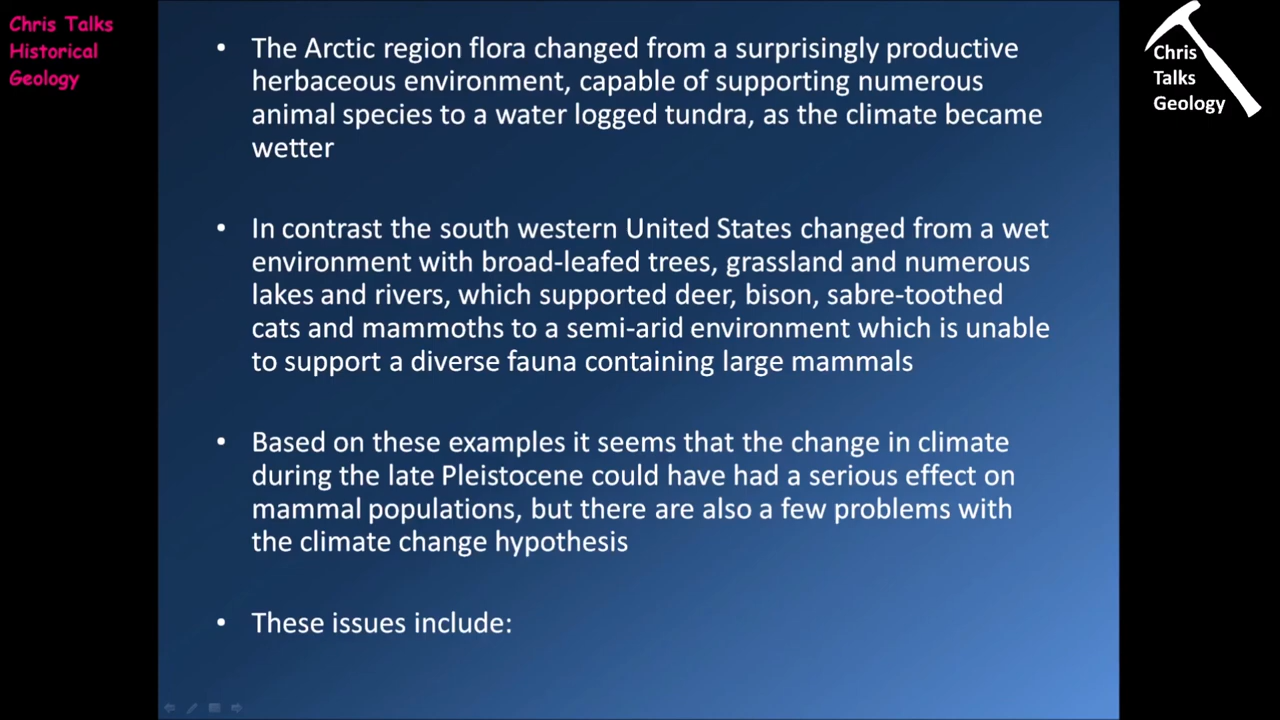 Chris Talks
Historical
Geology
Chris
Talks
Geology
• The Arctic region flora changed from a surprisingly productive
herbaceous environment, capable of supporting numerous
animal species to a water logged tundra, as the climate became
wetter
• In contrast the south western United States changed from a wet
environment with broad-leafed trees, grassland and numerous
lakes and rivers, which supported deer, bison, sabre-toothed
cats and mammoths to a semi-arid environment which is unable
to support a diverse fauna containing large mammals
• Based on these examples it seems that the change in climate
during the late Pleistocene could have had a serious effect on
mammal populations, but there are also a few problems with
the climate change hypothesis
• These issues include: